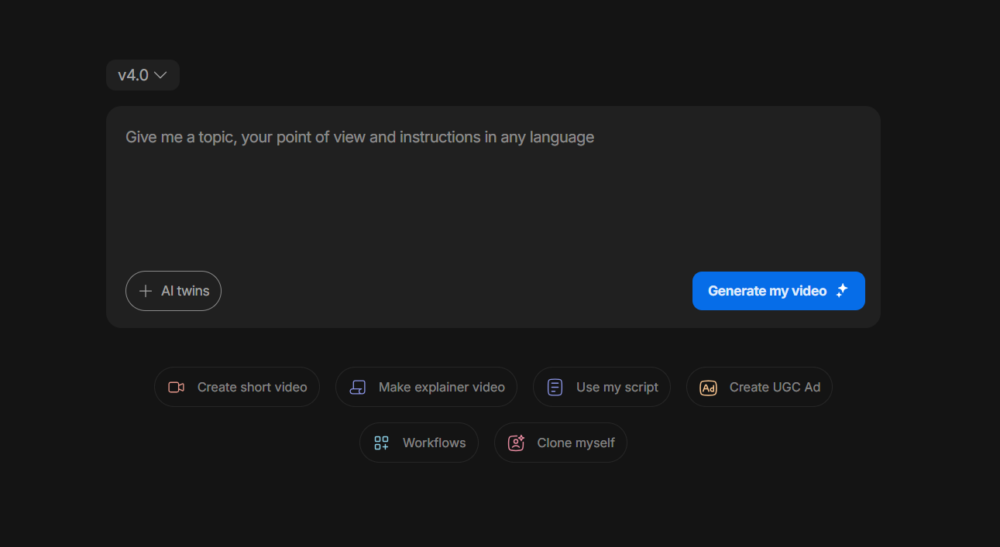 v4.0
Give me a topic, your point of view and instructions in any language
AI twins
Generate my video
Create short video
Make explainer video
Use my script
Ad
Create UGC Ad
Workflows
Clone myself